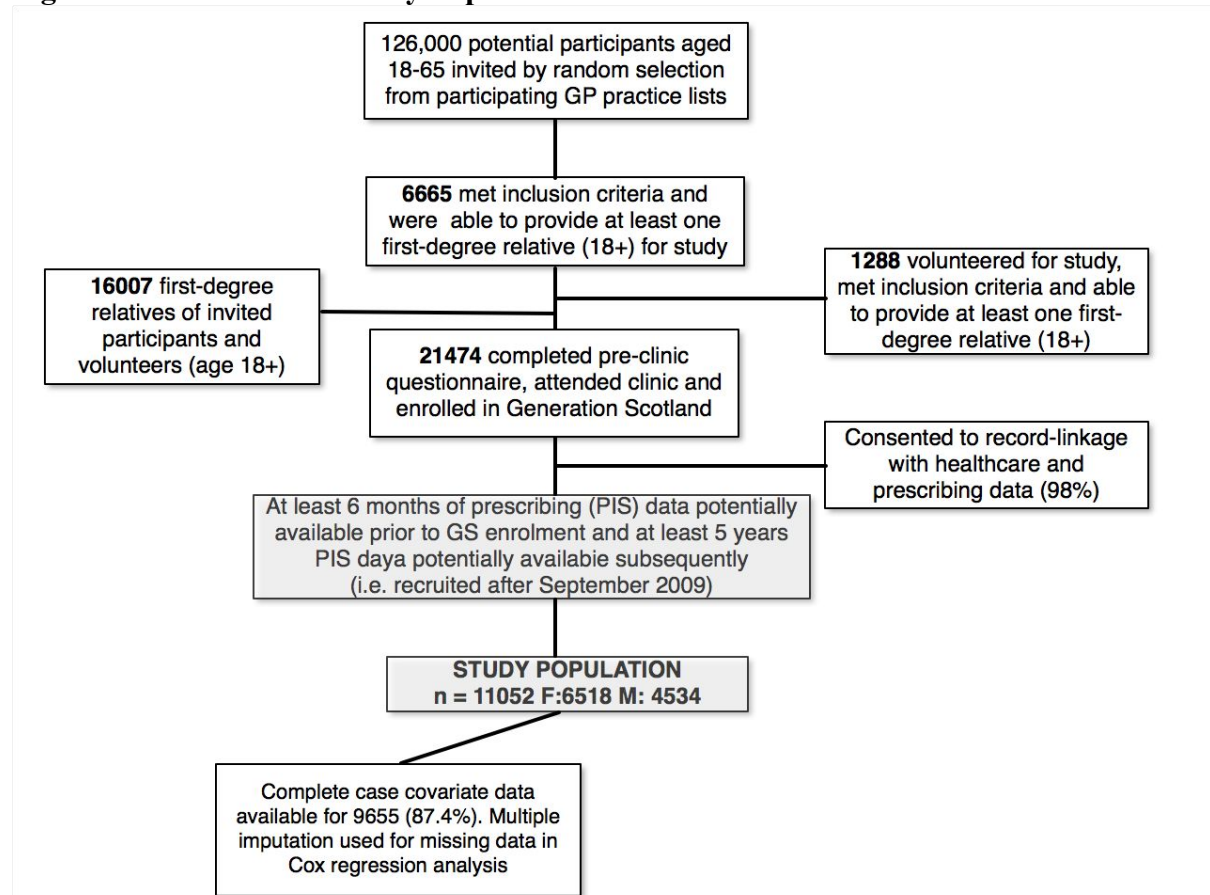 126,000 potential participants aged
18-65 invited by random selection
from participating GP practice lists
6665 met inclusion criteria and
were able to provide at least one
first-degree relative (18+) for study
16007 first-degree
relatives of invited
participants and
volunteers (age 18+)
1288 volunteered for study,
met inclusion criteria and able
to provide at least one first-
degree relative (18+)
21474 completed pre-clinic
questionnaire, attended clinic and
enrolled in Generation Scotland
Consented to record-linkage
with healthcare and
prescribing data (98%)
At least 6 months of prescribing (PIS) data potentially
available prior to GS enrolment and at least 5 years
PIS daya potentially available subsequently
(i.e. recruited after September 2009)
STUDY POPULATION
n = 11052 F:6518 M: 4534
Complete case covariate data
available for 9655 (87.4%). Multiple
imputation used for missing data in
Cox regression analysis